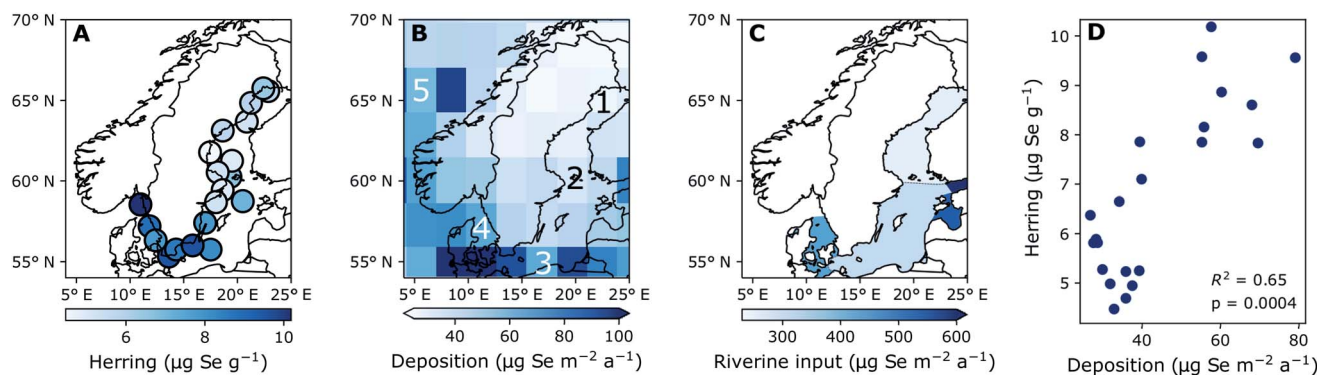 A
70° N
65° N
60° N
55° N
5° E
10° E
15° E
20° E
25° E
6
8
10
Herring (µg Se g⁻¹)
B
70° N
65° N
60° N
55° N
5
1
2
4
3
5° E
10° E
15° E
20° E
25° E
40
60
80
100
Deposition (µg Se m⁻² a⁻¹)
C
70° N
65° N
60° N
55° N
5° E
10° E
15° E
20° E
25° E
300
400
500
600
Riverine input (µg Se m⁻² a⁻¹)
D
Herring (µg Se g⁻¹)
10
9
8
7
6
5
R² = 0.65
p = 0.0004
40
60
80
Deposition (µg Se m⁻² a⁻¹)